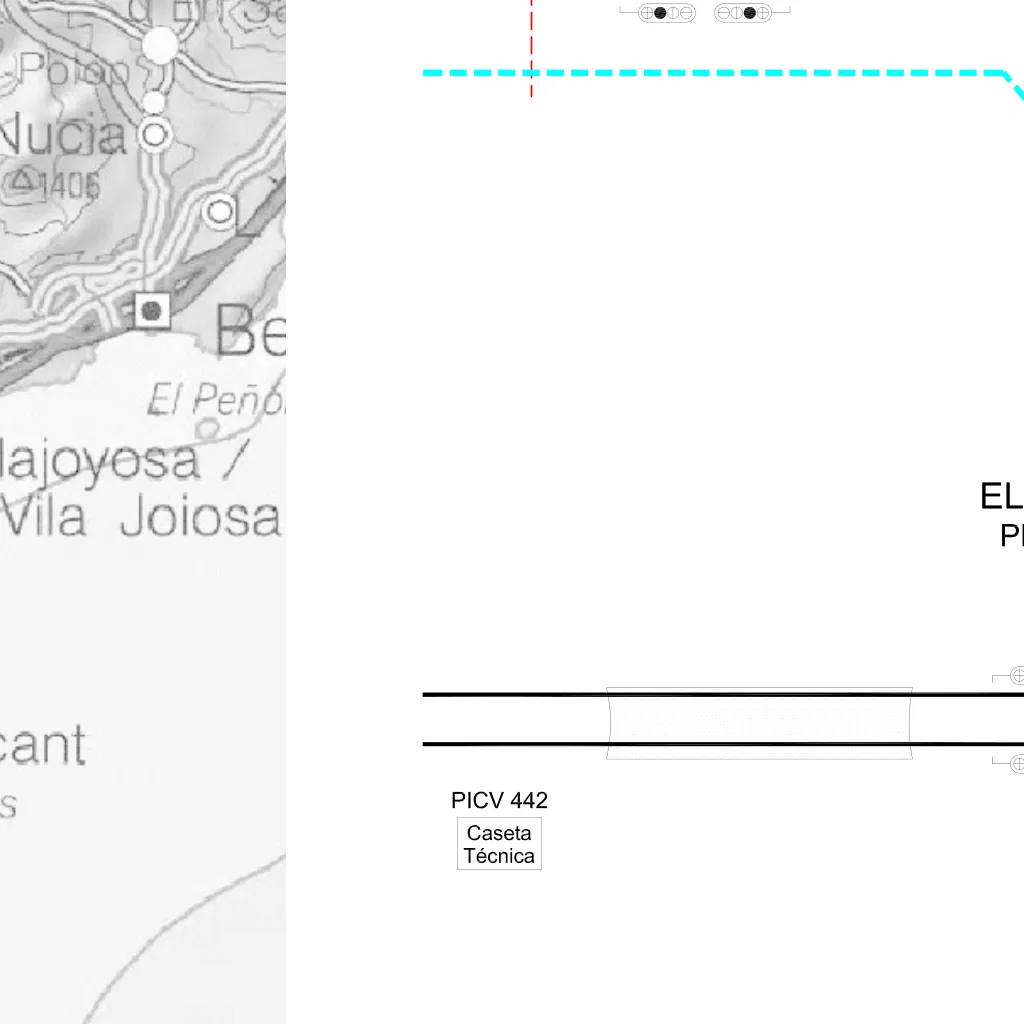 Polop
Nucia
1406
Be
El Peñó
lajoyosa /
Vila Joiosa
cant
s
EL
PICV 442
Caseta
Técnica